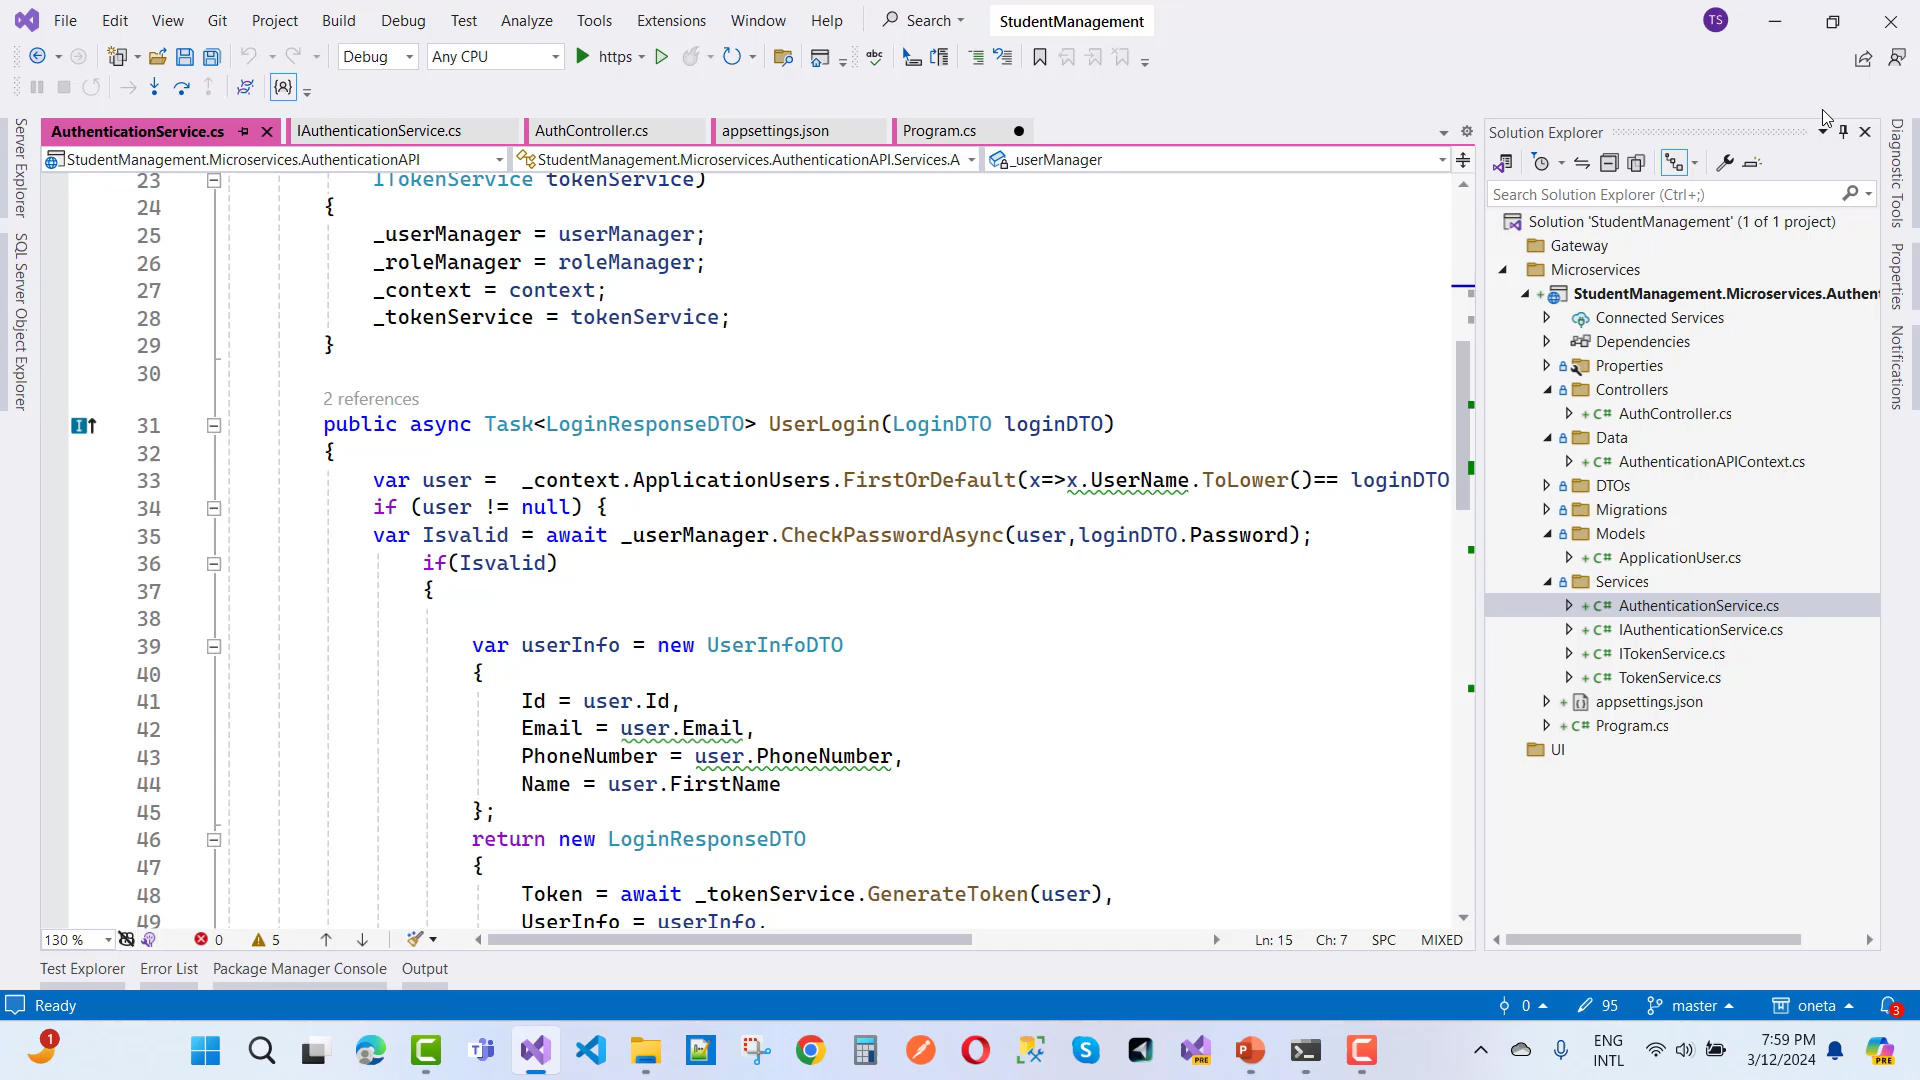 File Edit View Git Project Build Debug Test Analyze Tools Extensions Window Help Search StudentManagement TS
Debug Any CPU https abc
AuthenticationService.cs IAuthenticationService.cs AuthController.cs appsettings.json Program.cs
StudentManagement.Microservices.AuthenticationAPI StudentManagement.Microservices.AuthenticationAPI.Services.A _userManager
23 ITokenService tokenService)
24 {
25 _userManager = userManager;
26 _roleManager = roleManager;
27 _context = context;
28 _tokenService = tokenService;
29 }
30
2 references
31 public async Task<LoginResponseDTO> UserLogin(LoginDTO loginDTO)
32 {
33 var user =  _context.ApplicationUsers.FirstOrDefault(x=>x.UserName.ToLower()== loginDTO
34 if (user != null) {
35 var Isvalid = await _userManager.CheckPasswordAsync(user,loginDTO.Password);
36 if(Isvalid)
37 {
38
39 var userInfo = new UserInfoDTO
40 {
41 Id = user.Id,
42 Email = user.Email,
43 PhoneNumber = user.PhoneNumber,
44 Name = user.FirstName
45 };
46 return new LoginResponseDTO
47 {
48 Token = await _tokenService.GenerateToken(user),
49 UserInfo = userInfo,
130 % 0 5 Ln: 15 Ch: 7 SPC MIXED
Server Explorer
SQL Server Object Explorer
Solution Explorer
Search Solution Explorer (Ctrl+;)
Solution 'StudentManagement' (1 of 1 project)
Gateway
Microservices
StudentManagement.Microservices.Authent
Connected Services
Dependencies
Properties
Controllers
C# AuthController.cs
Data
C# AuthenticationAPIContext.cs
DTOs
Migrations
Models
C# ApplicationUser.cs
Services
C# AuthenticationService.cs
C# IAuthenticationService.cs
C# ITokenService.cs
C# TokenService.cs
appsettings.json
C# Program.cs
UI
Diagnostic Tools
Properties
Notifications
Test Explorer Error List Package Manager Console Output
Ready 0 95 master oneta 3
1 PRE ENG
INTL 7:59 PM
3/12/2024 PRE